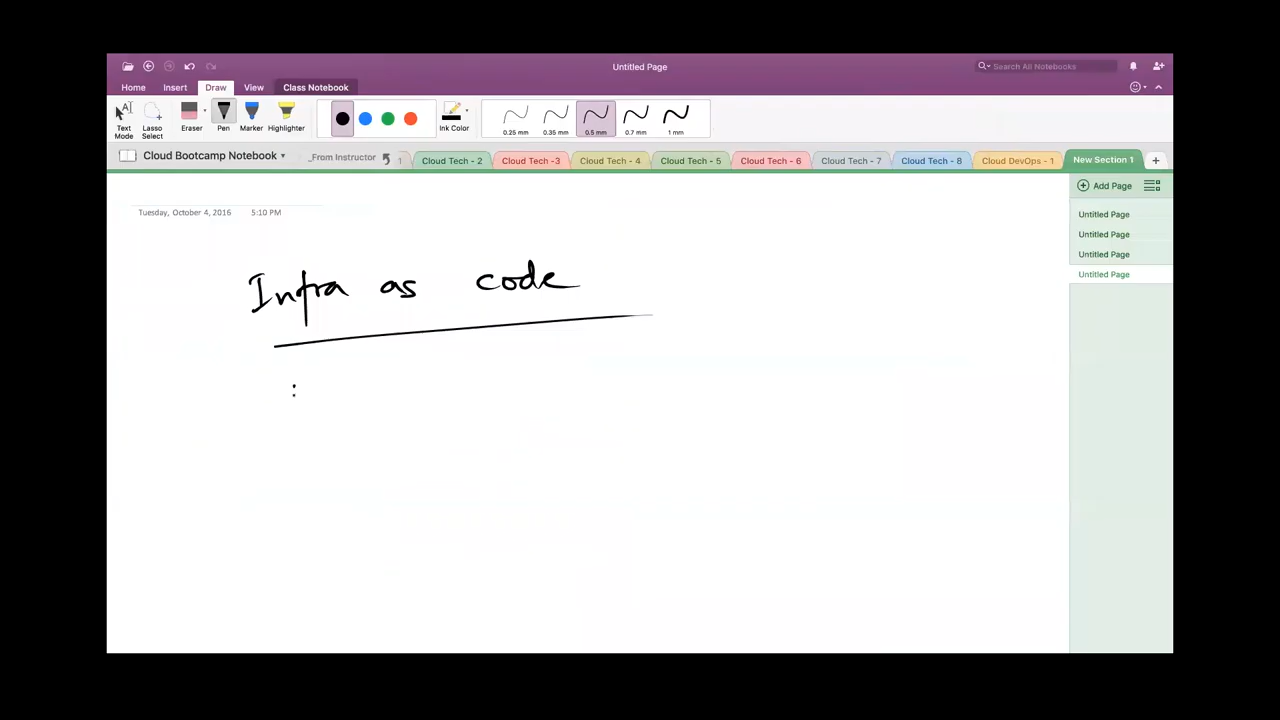 Untitled Page
Search All Notebooks
Home Insert Draw View Class Notebook
Text Mode
Lasso Select
Eraser
Pen
Marker
Highlighter
Ink Color
0.25 mm 0.35 mm 0.5 mm 0.7 mm 1 mm
Cloud Bootcamp Notebook
_From Instructor
1
Cloud Tech - 2
Cloud Tech -3
Cloud Tech - 4
Cloud Tech - 5
Cloud Tech - 6
Cloud Tech - 7
Cloud Tech - 8
Cloud DevOps - 1
New Section 1
+
Add Page
Tuesday, October 4, 2016 5:10 PM
Untitled Page
Untitled Page
Untitled Page
Untitled Page
Infra as code
: